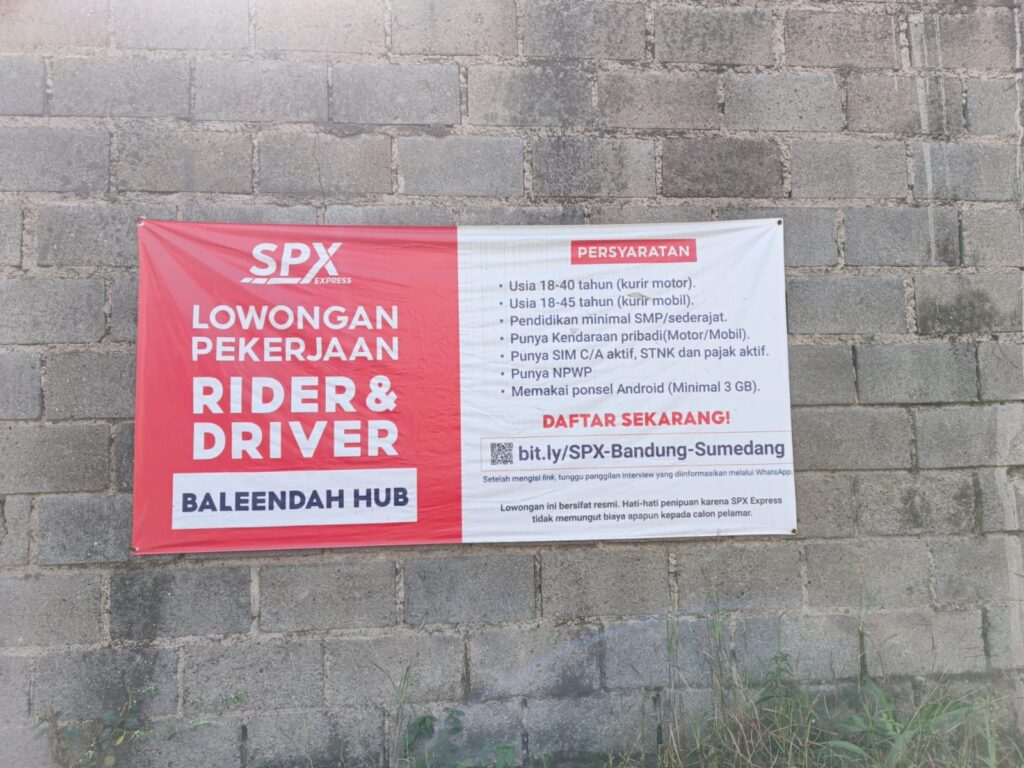 SPX
EXPRESS
LOWONGAN
PEKERJAAN
RIDER &
DRIVER
BALEENDAH HUB
PERSYARATAN
• Usia 18-40 tahun (kurir motor).
• Usia 18-45 tahun (kurir mobil).
• Pendidikan minimal SMP/sederajat.
• Punya Kendaraan pribadi(Motor/Mobil).
• Punya SIM C/A aktif, STNK dan pajak aktif.
• Punya NPWP
• Memakai ponsel Android (Minimal 3 GB).
DAFTAR SEKARANG!
bit.ly/SPX-Bandung-Sumedang
Setelah mengisi link, tunggu panggilan interview yang diinformasikan melalui WhatsApp
Lowongan ini bersifat resmi. Hati-hati penipuan karena SPX Express
tidak memungut biaya apapun kepada calon pelamar.